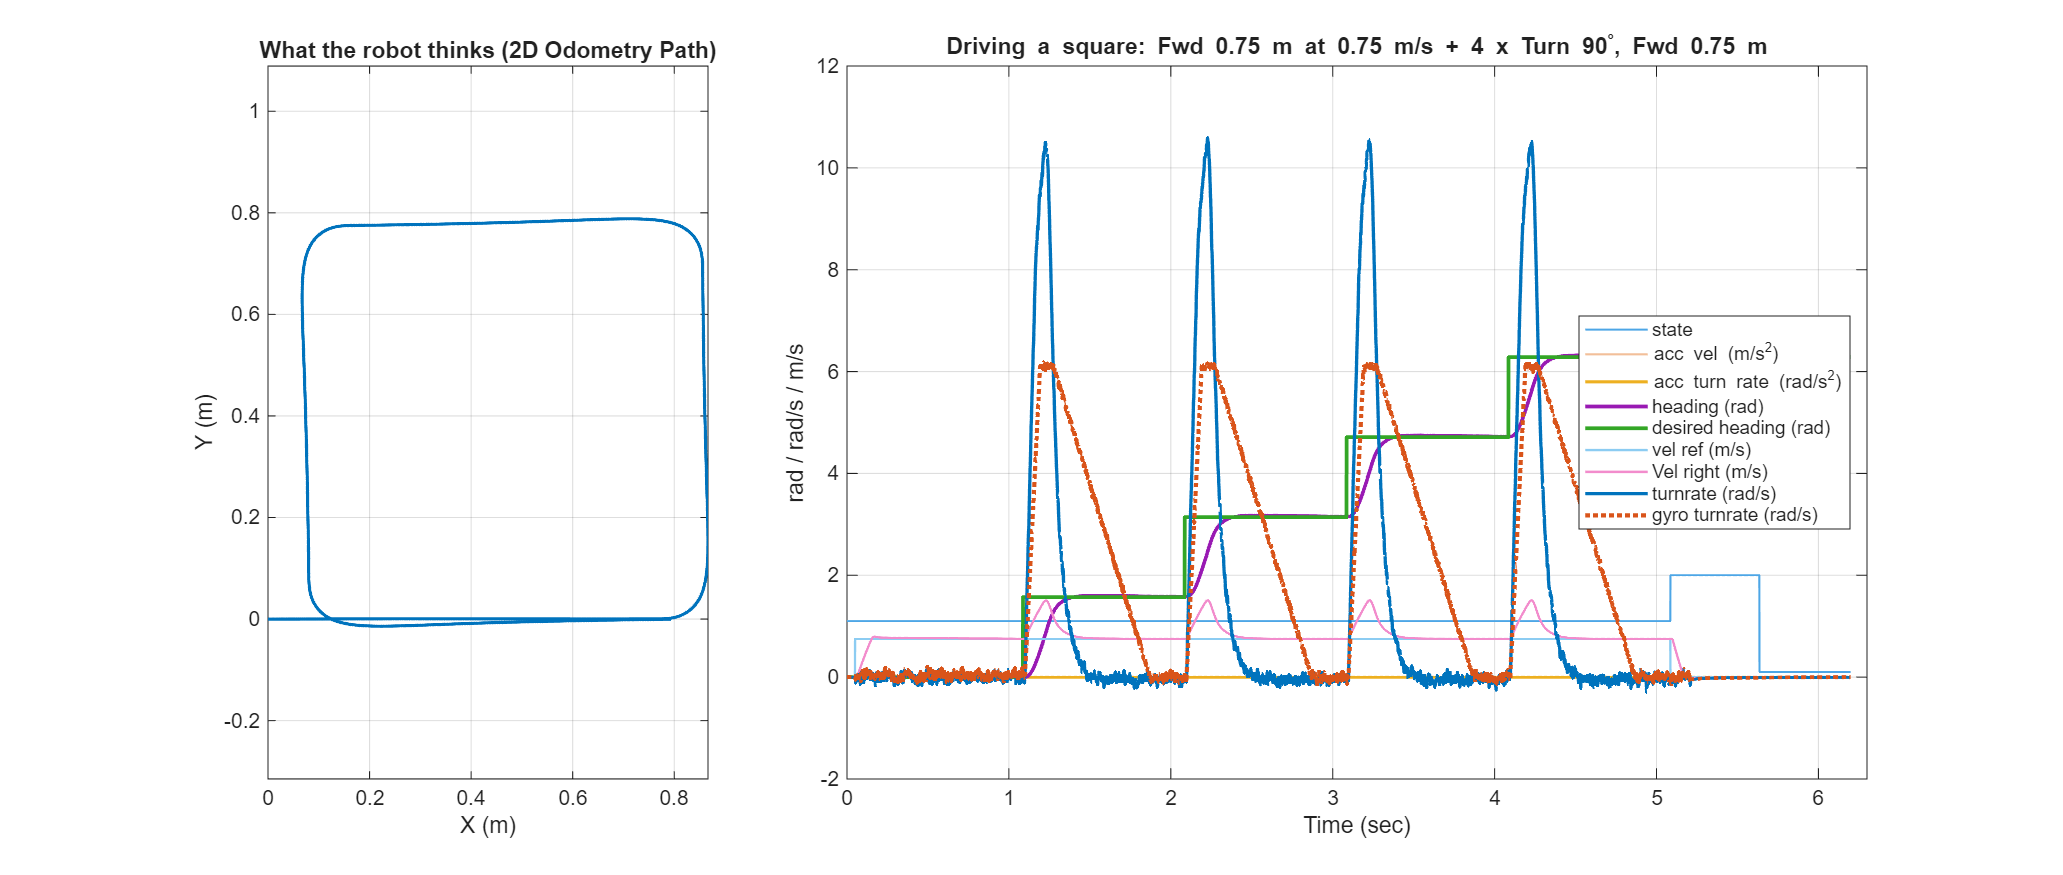 What the robot thinks (2D Odometry Path)
1
0.8
0.6
0.4
0.2
0
-0.2
Y (m)
0
0.2
0.4
0.6
0.8
X (m)
Driving a square: Fwd 0.75 m at 0.75 m/s + 4 x Turn 90°, Fwd 0.75 m
12
10
8
6
4
2
0
-2
rad / rad/s / m/s
0
1
2
3
4
5
6
Time (sec)
state
acc vel (m/s²)
acc turn rate (rad/s²)
heading (rad)
desired heading (rad)
vel ref (m/s)
Vel right (m/s)
turnrate (rad/s)
gyro turnrate (rad/s)